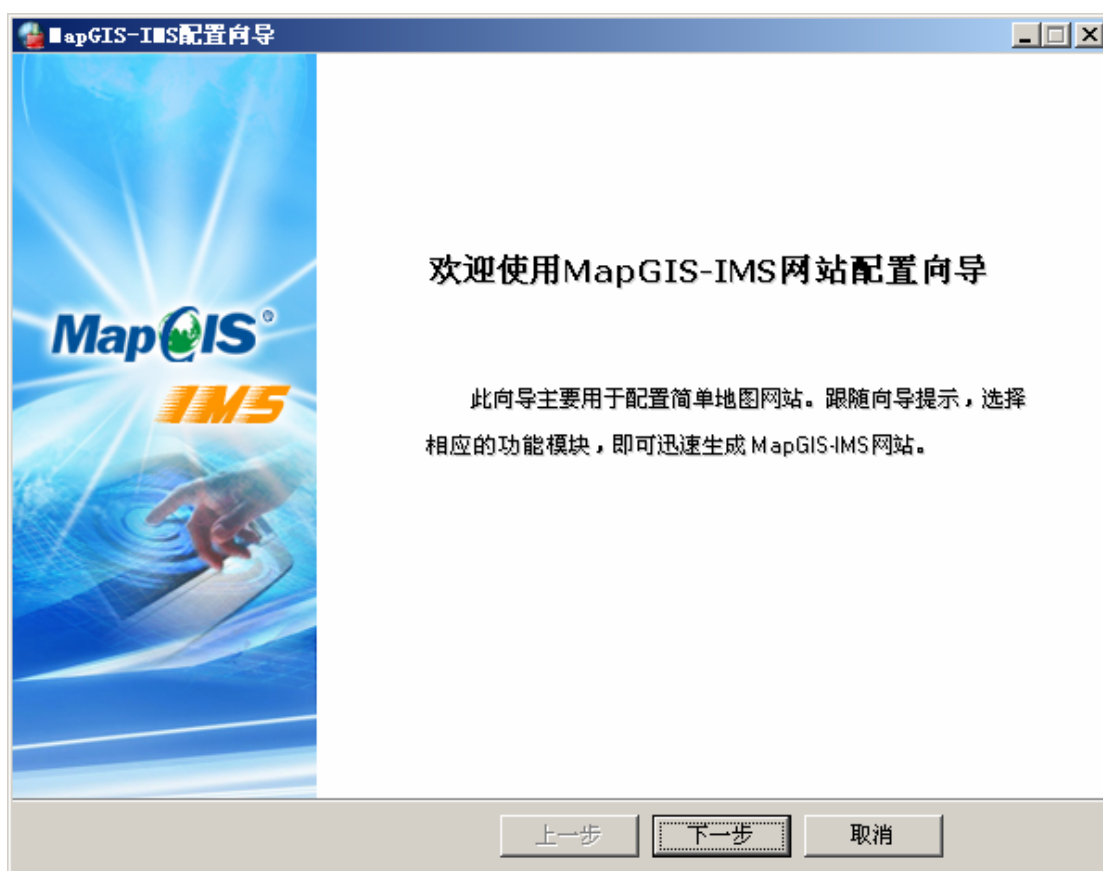 MapGIS-IMS配置向导
欢迎使用MapGIS-IMS网站配置向导
MapGIS®
IMS
此向导主要用于配置简单地图网站。跟随向导提示，选择
相应的功能模块，即可迅速生成MapGIS-IMS网站。
上一步 下一步 取消